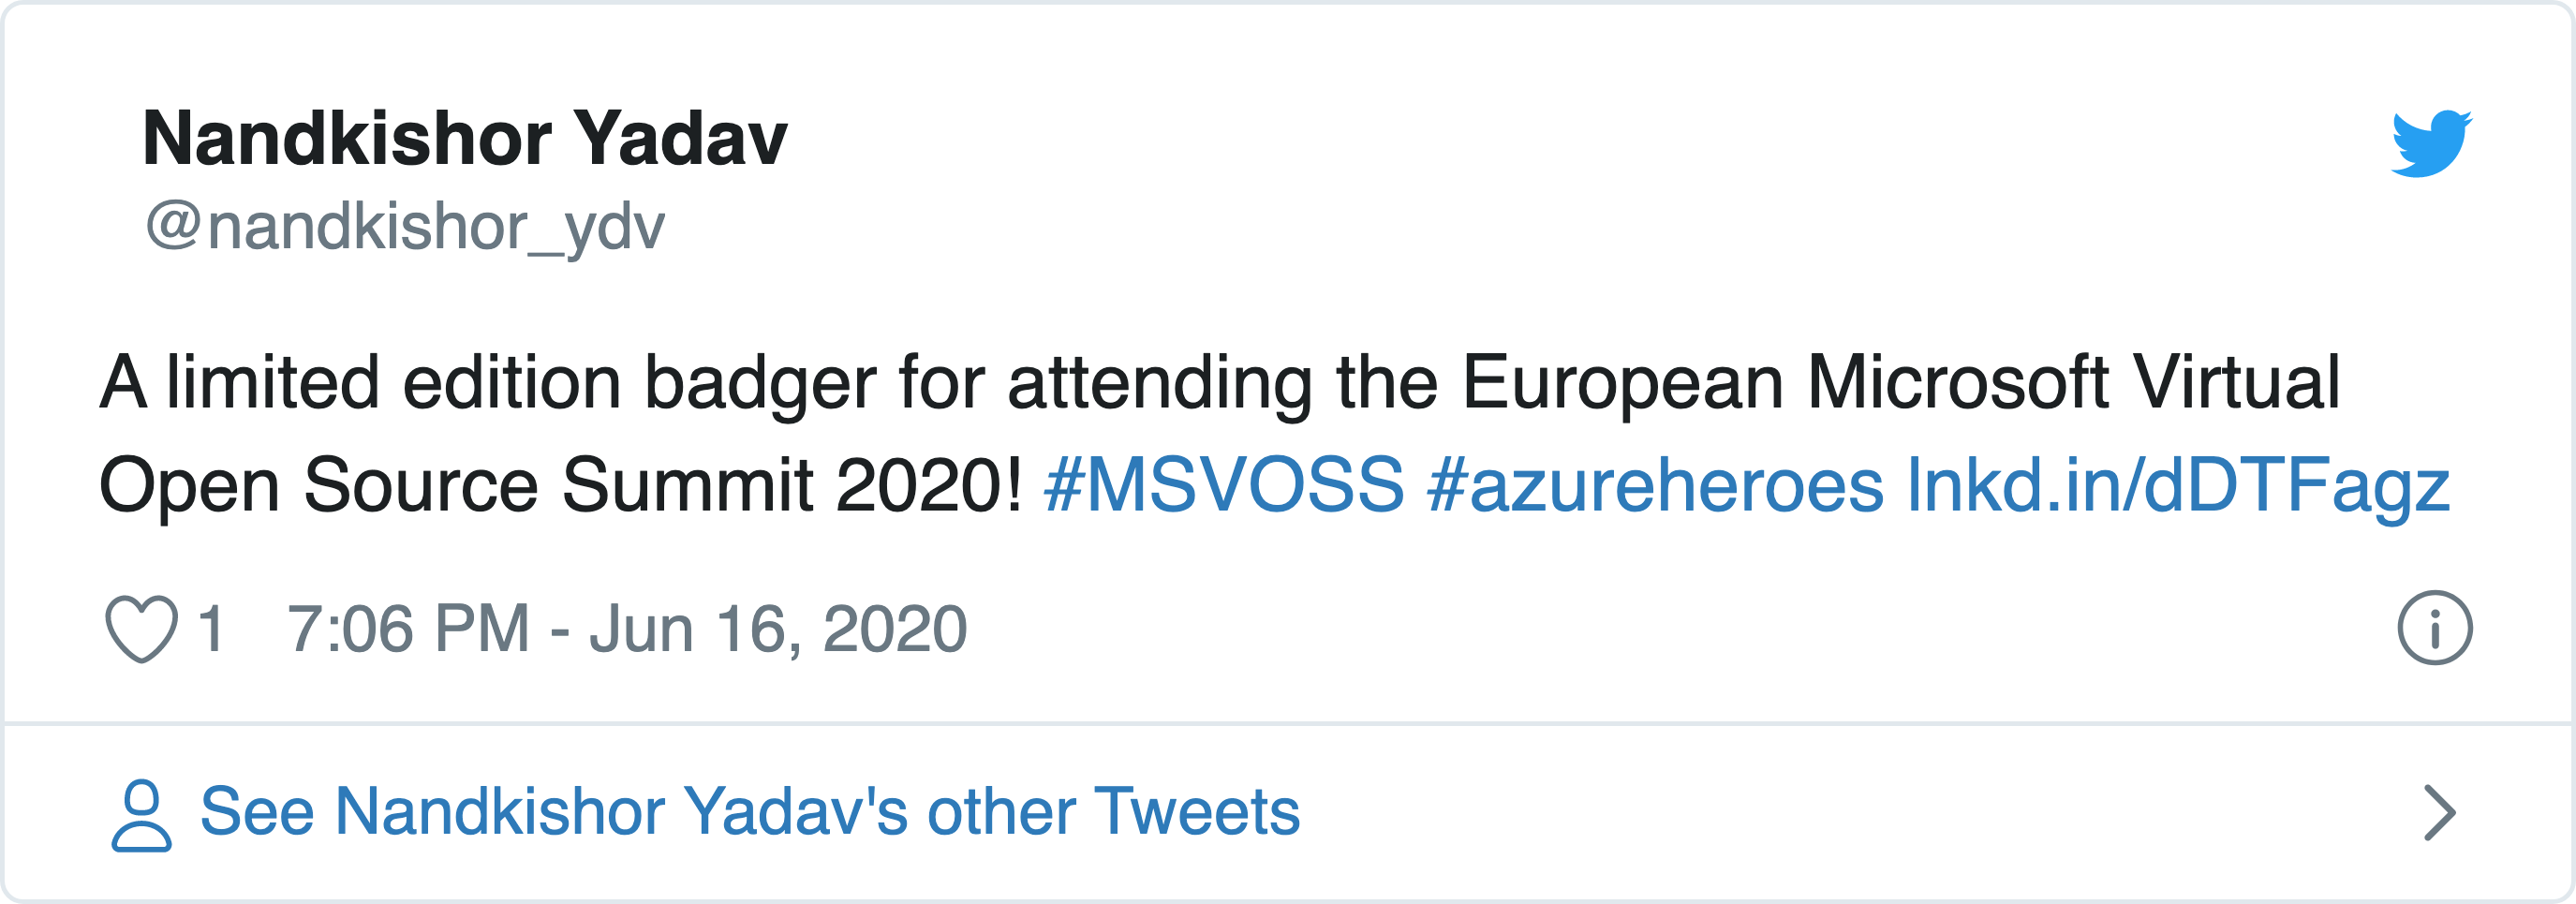 Nandkishor Yadav
@nandkishor_ydv
A limited edition badger for attending the European Microsoft Virtual
Open Source Summit 2020! #MSVOSS #azureheroes lnkd.in/dDTFagz
1 7:06 PM - Jun 16, 2020
See Nandkishor Yadav's other Tweets